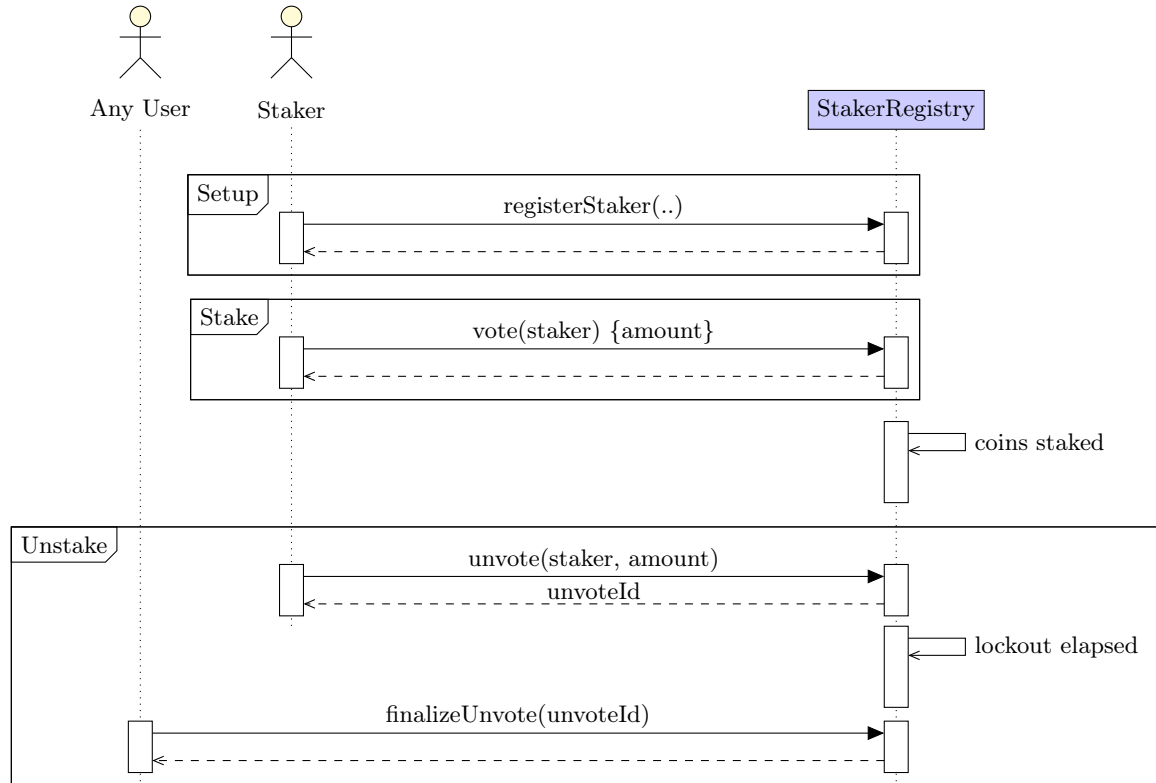 Any User
Staker
StakerRegistry
Setup
registerStaker(..)
Stake
vote(staker) {amount}
coins staked
Unstake
unvote(staker, amount)
unvoteId
lockout elapsed
finalizeUnvote(unvoteId)